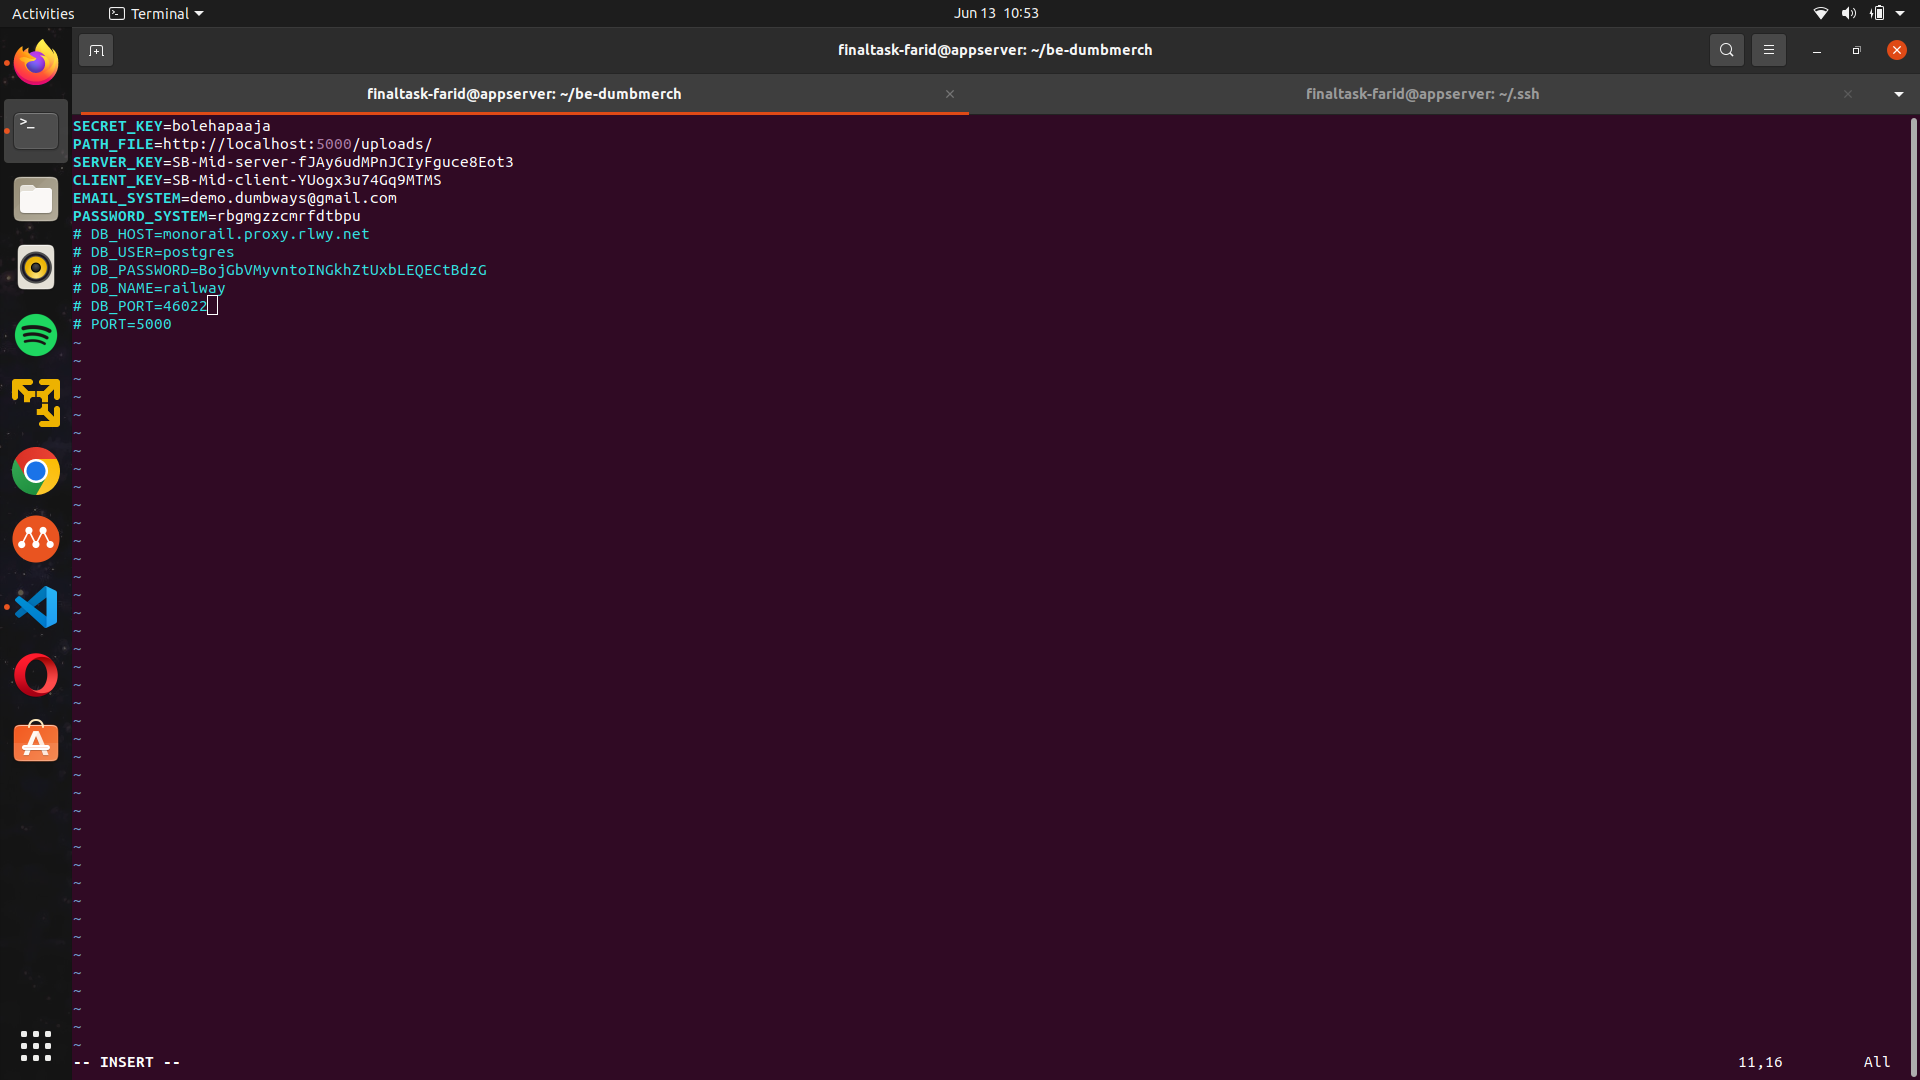 Activities Terminal Jun 13 10:53
finaltask-farid@appserver: ~/be-dumbmerch
finaltask-farid@appserver: ~/be-dumbmerch finaltask-farid@appserver: ~/.ssh
SECRET_KEY=bolehapaaja
PATH_FILE=http://localhost:5000/uploads/
SERVER_KEY=SB-Mid-server-fJAy6udMPnJCIyFguce8Eot3
CLIENT_KEY=SB-Mid-client-YUogx3u74Gq9MTMS
EMAIL_SYSTEM=demo.dumbways@gmail.com
PASSWORD_SYSTEM=rbgmgzzcmrfdtbpu
# DB_HOST=monorail.proxy.rlwy.net
# DB_USER=postgres
# DB_PASSWORD=BojGbVMyvntoINGkhZtUxbLEQECtBdzG
# DB_NAME=railway
# DB_PORT=46022
# PORT=5000
-- INSERT -- 11,16 All